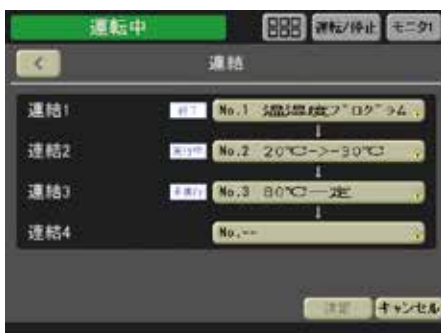 運転中 運転/停止 モニタ1
連結
連結1 終了 No.1 温湿度プログラム
連結2 実行中 No.2 20℃->-30℃
連結3 未実行 No.3 80℃一定
連結4 No.--
決定 キャンセル